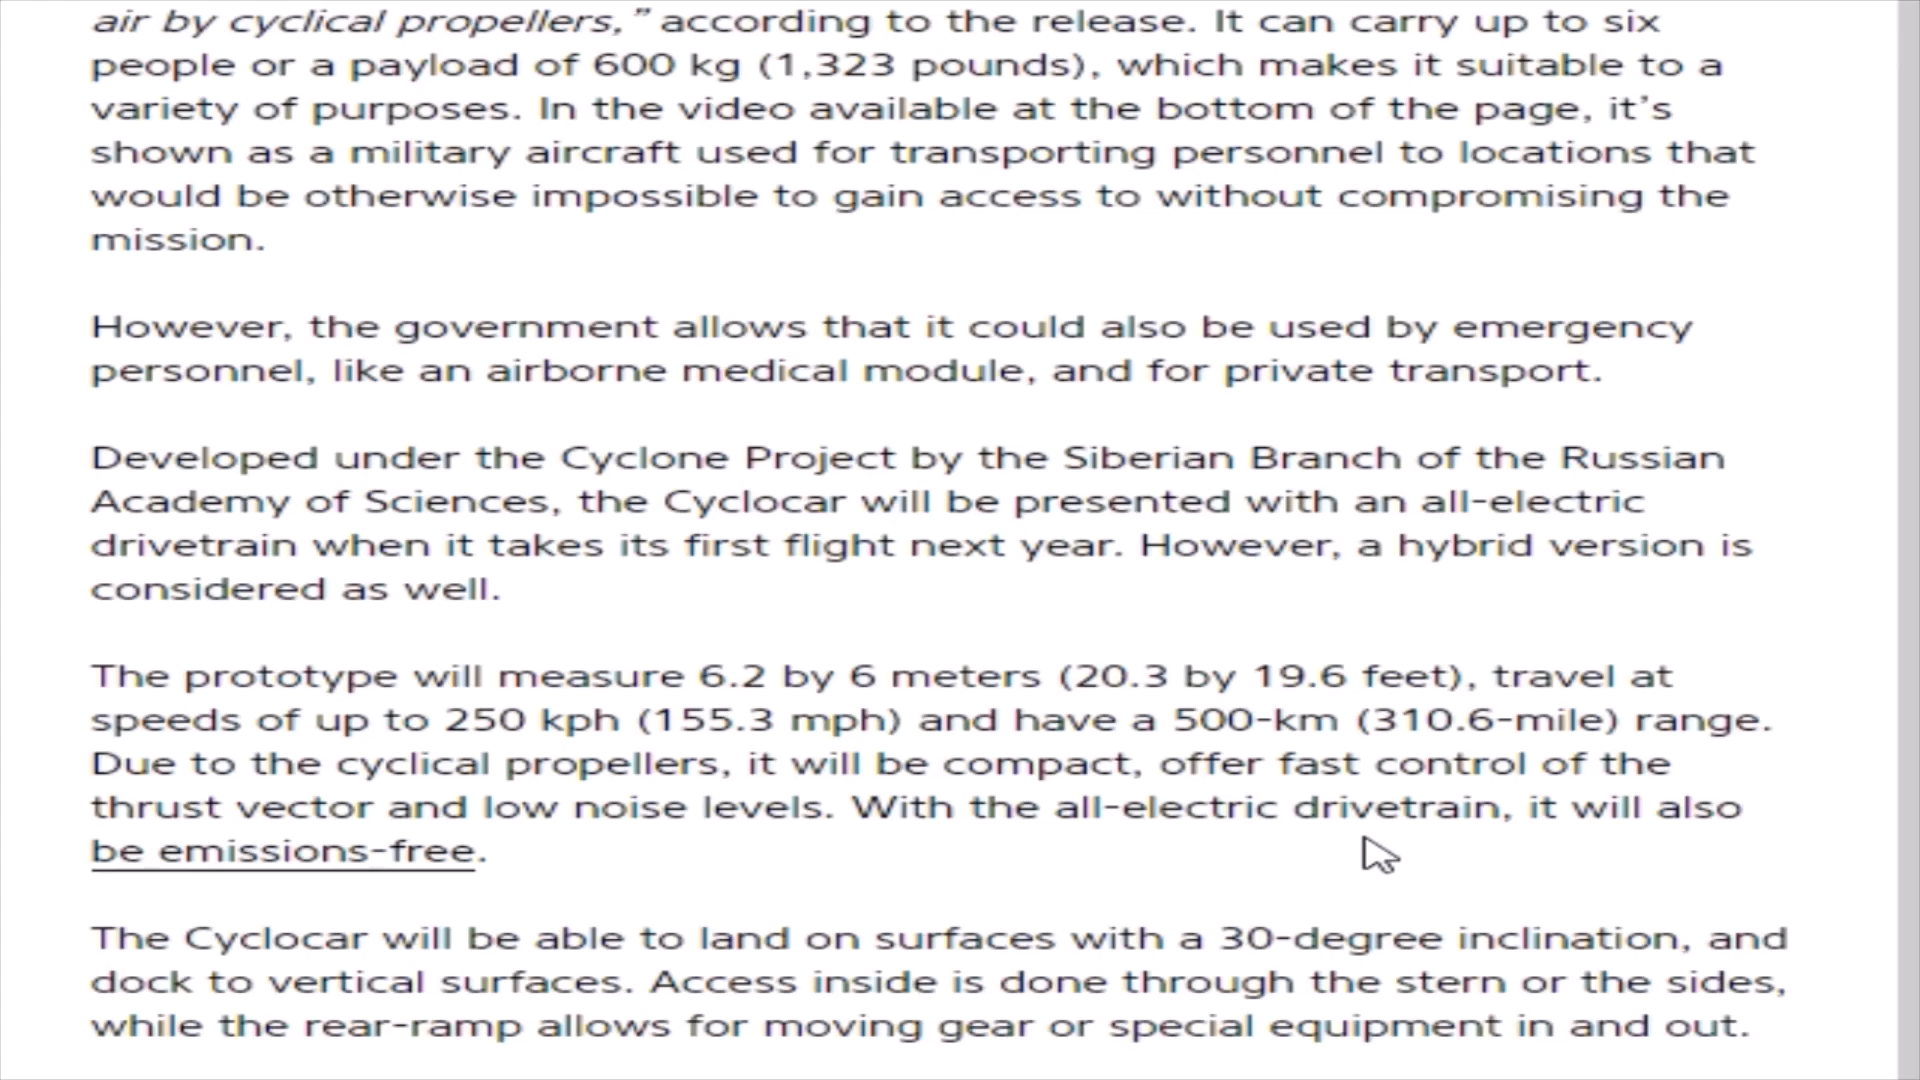 air by cyclical propellers,” according to the release. It can carry up to six
people or a payload of 600 kg (1,323 pounds), which makes it suitable to a
variety of purposes. In the video available at the bottom of the page, it’s
shown as a military aircraft used for transporting personnel to locations that
would be otherwise impossible to gain access to without compromising the
mission.
However, the government allows that it could also be used by emergency
personnel, like an airborne medical module, and for private transport.
Developed under the Cyclone Project by the Siberian Branch of the Russian
Academy of Sciences, the Cyclocar will be presented with an all-electric
drivetrain when it takes its first flight next year. However, a hybrid version is
considered as well.
The prototype will measure 6.2 by 6 meters (20.3 by 19.6 feet), travel at
speeds of up to 250 kph (155.3 mph) and have a 500-km (310.6-mile) range.
Due to the cyclical propellers, it will be compact, offer fast control of the
thrust vector and low noise levels. With the all-electric drivetrain, it will also
be emissions-free.
The Cyclocar will be able to land on surfaces with a 30-degree inclination, and
dock to vertical surfaces. Access inside is done through the stern or the sides,
while the rear-ramp allows for moving gear or special equipment in and out.